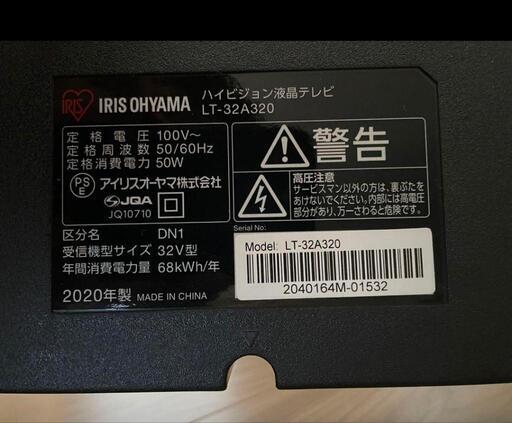 IRIS
IRIS OHYAMA
ハイビジョン液晶テレビ
LT-32A320
定格電圧 100V～
定格周波数 50/60Hz
定格消費電力 50W
PSE
アイリスオーヤマ株式会社
JQA
JQ10710
区分名 DN1
受信機型サイズ 32V型
年間消費電力量 68kWh/年
2020年製 MADE IN CHINA
警告
高圧注意
サービスマン以外の方は、裏ぶたを
あけないでください。内部には高電圧
部分があり、万一さわると危険です。
Serial No:
Model: LT-32A320
2040164M-01532